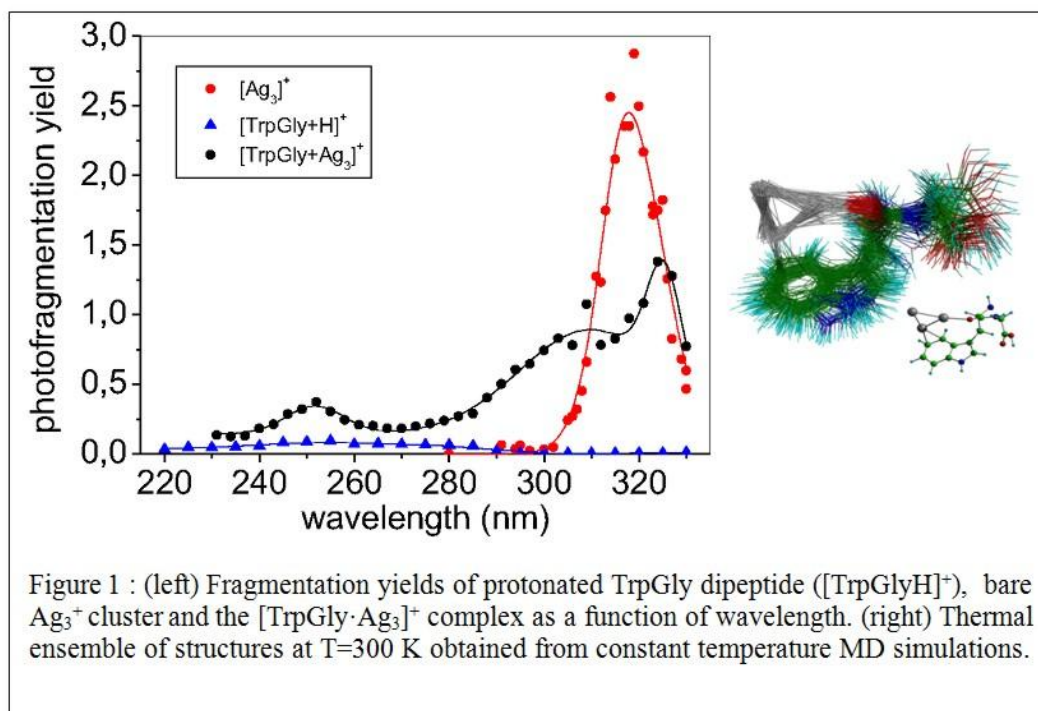 3,0
2,5
2,0
1,5
1,0
0,5
0,0
photofragmentation yield
[Ag₃]⁺
[TrpGly+H]⁺
[TrpGly+Ag₃]⁺
220 240 260 280 300 320
wavelength (nm)
Figure 1 : (left) Fragmentation yields of protonated TrpGly dipeptide ([TrpGlyH]⁺), bare
Ag₃⁺ cluster and the [TrpGly·Ag₃]⁺ complex as a function of wavelength. (right) Thermal
ensemble of structures at T=300 K obtained from constant temperature MD simulations.